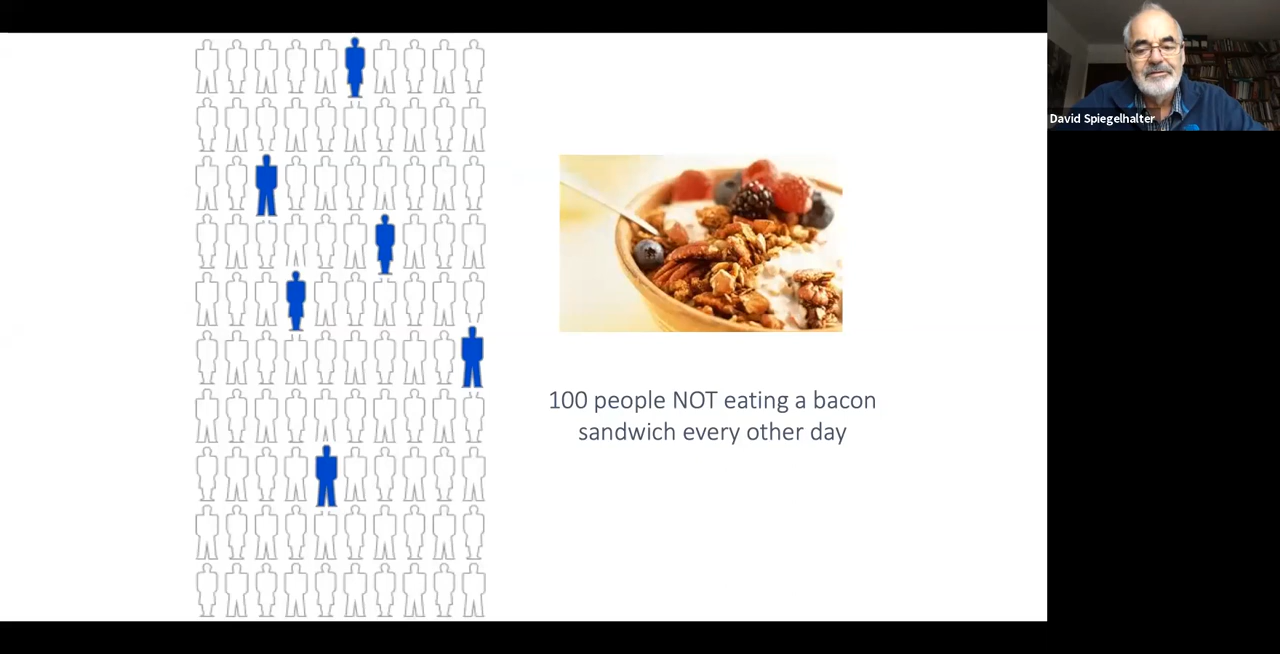 David Spiegelhalter
100 people NOT eating a bacon
sandwich every other day